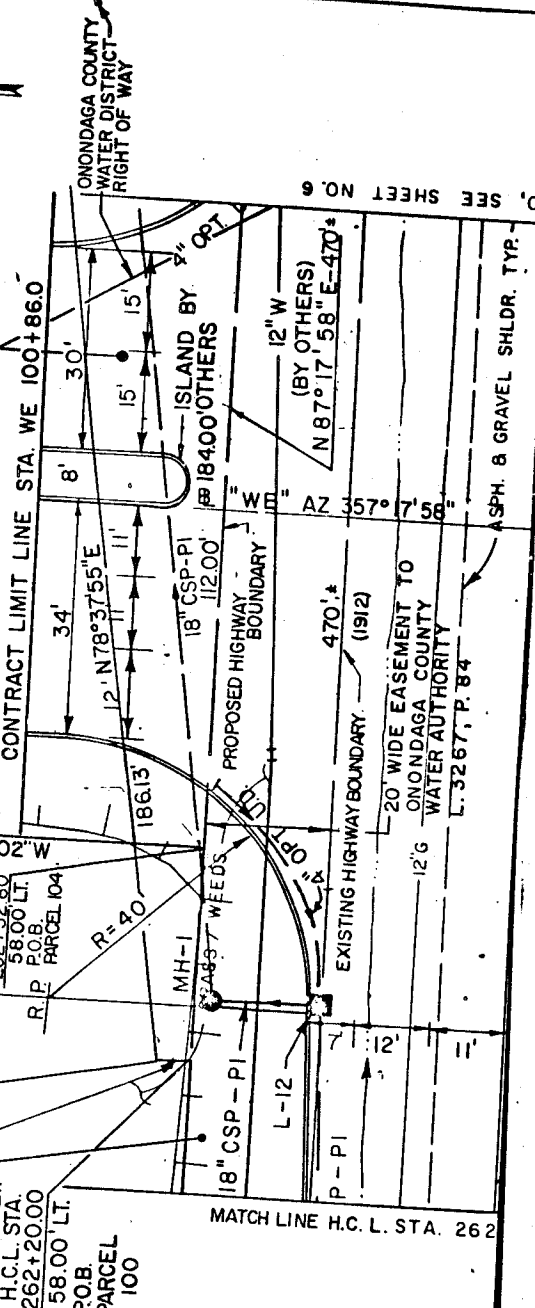 ONONDAGA COUNTY
WATER DISTRICT
RIGHT OF WAY
SEE SHEET NO. 6
CONTRACT LIMIT LINE STA. WE 100+86.0
4" OPT.
30'
15'
15'
8'
ISLAND BY
OTHERS
184.00'
12" W
(BY OTHERS)
N 87° 17' 58" E-470'±
"WE" AZ 357° 17' 58"
ASPH. & GRAVEL SHLDR. TYP.
34'
11'
11'
12'
N78°37'55"E
18" CSP-PI
112.00'
PROPOSED HIGHWAY
BOUNDARY
470'±
(1912)
EXISTING HIGHWAY BOUNDARY
20' WIDE EASEMENT TO
ONONDAGA COUNTY
WATER AUTHORITY
L. 3267, P. 84
186.13'
U.D.
4" OPT.
12" G
02"W
58.00' LT.
P.O.B.
PARCEL 104
R.P.
R=40'
WEEDS
MH-1
18" CSP-PI
L-12
7'
12'
11'
P-PI
H.C.L. STA.
262+20.00
58.00' LT.
P.O.B.
PARCEL
100
MATCH LINE H.C.L. STA. 262